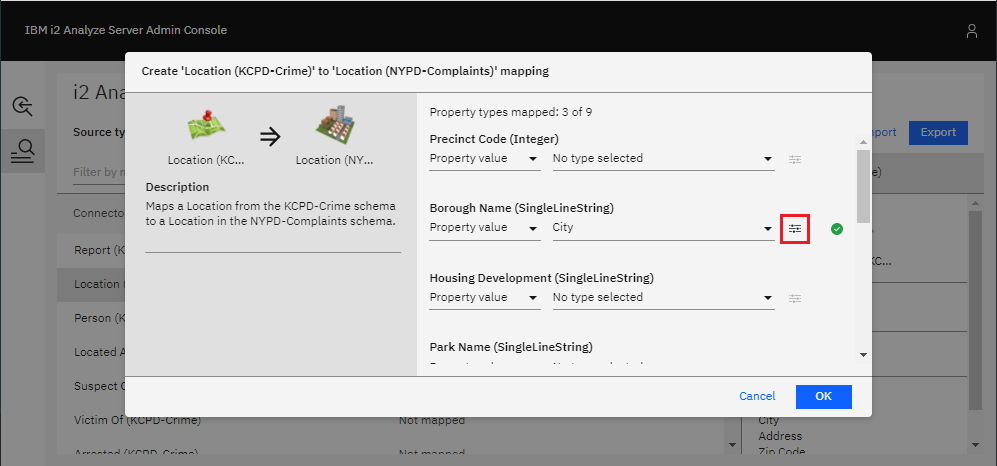 IBM i2 Analyze Server Admin Console
Create 'Location (KCPD-Crime)' to 'Location (NYPD-Complaints)' mapping
i2 Ana
Source ty
Export
Filter by n
Connecto
Report (K
Location
Person (K
Located A
Suspect O
Victim Of (KCPD-Crime)
Not mapped
Arrested (KCPD-Crime)
Not mapped
Location (KC...
Location (NY...
Description
Maps a Location from the KCPD-Crime schema
to a Location in the NYPD-Complaints schema.
Property types mapped: 3 of 9
Precinct Code (Integer)
Property value
No type selected
Borough Name (SingleLineString)
Property value
City
Housing Development (SingleLineString)
Property value
No type selected
Park Name (SingleLineString)
Cancel
OK
KC...
City
Address
Zip Code